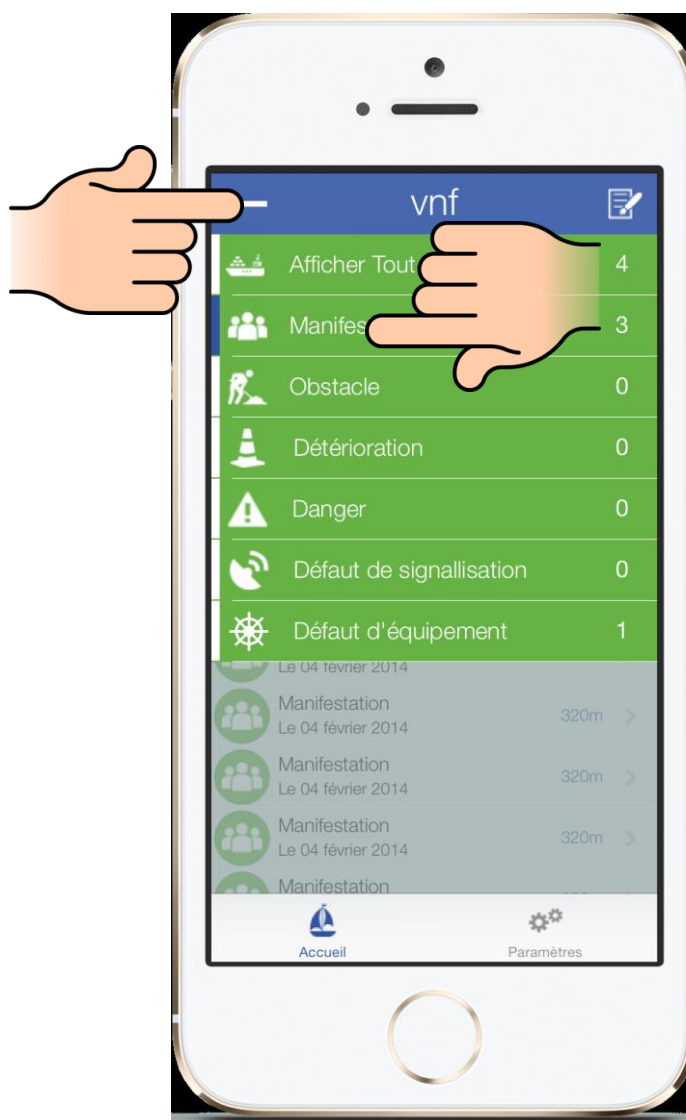 vnf
Afficher Tout 4
Manifes 3
Obstacle 0
Détérioration 0
Danger 0
Défaut de signallisation 0
Défaut d'équipement 1
Le 04 février 2014
Manifestation
Le 04 février 2014 320m
Manifestation
Le 04 février 2014 320m
Manifestation
Le 04 février 2014 320m
Manifestation
Accueil Paramètres